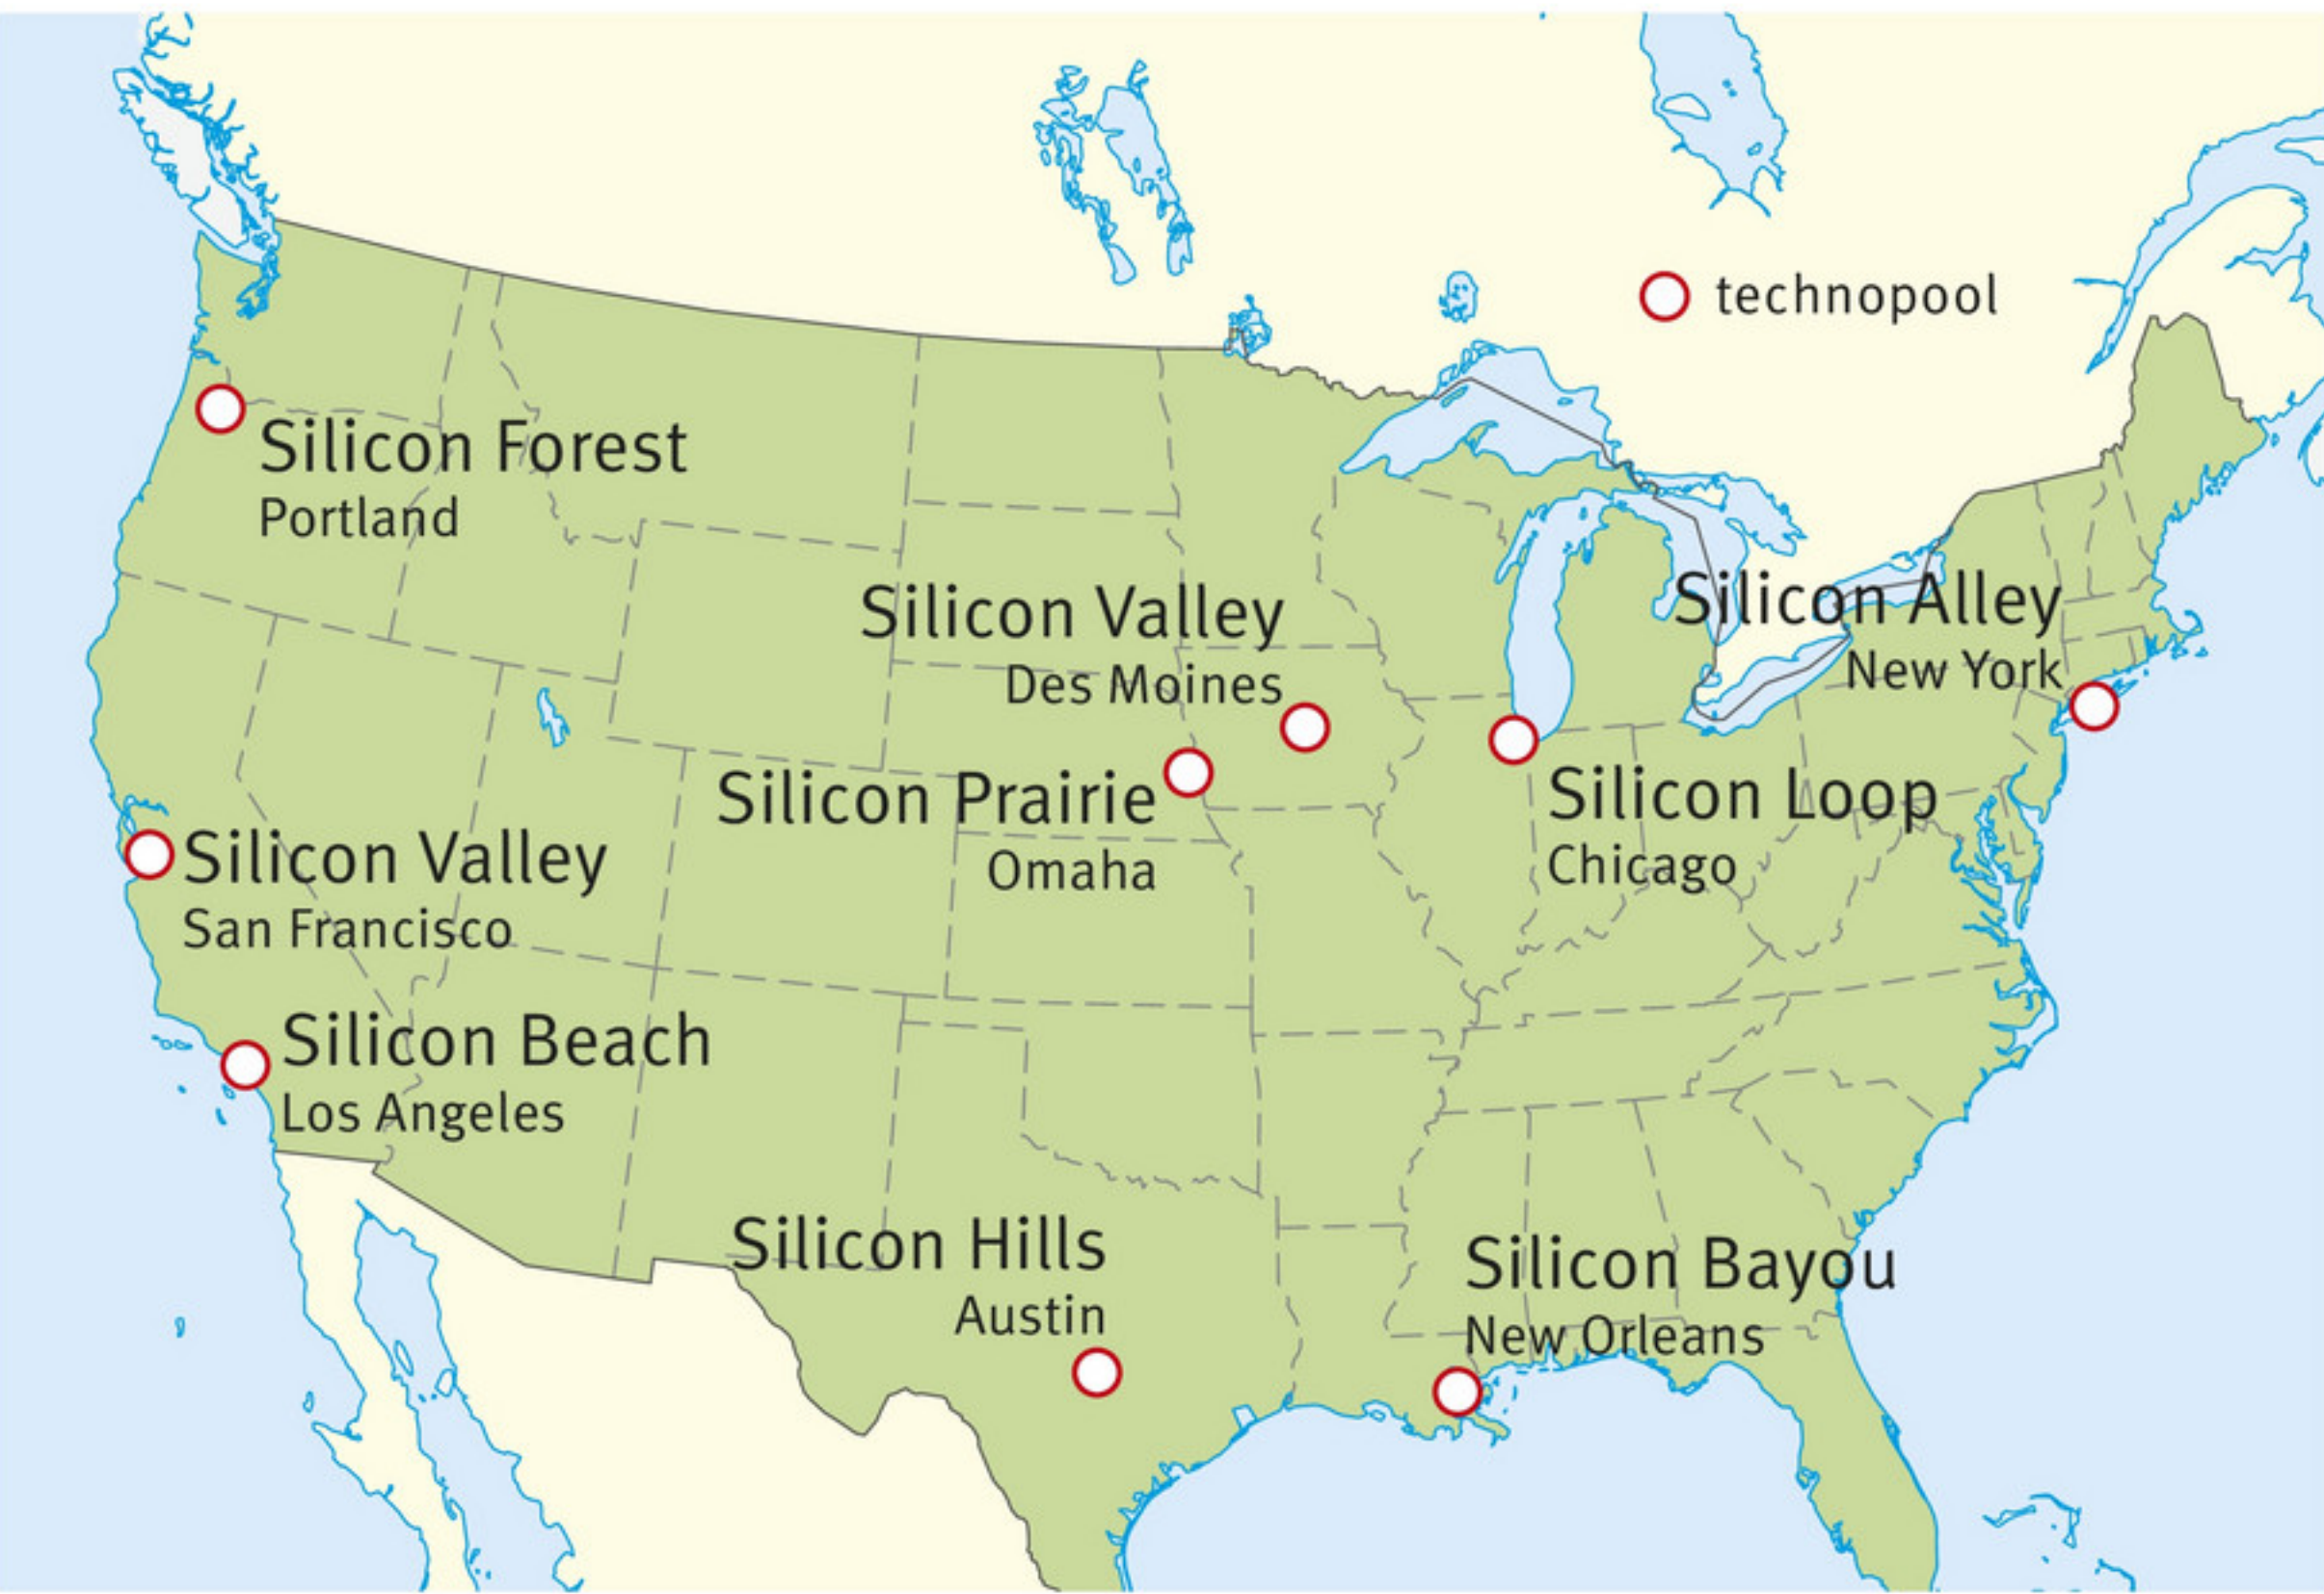 technopool
Silicon Forest
Portland
Silicon Valley
Des Moines
Silicon Alley
New York
Silicon Prairie
Omaha
Silicon Loop
Chicago
Silicon Valley
San Francisco
Silicon Beach
Los Angeles
Silicon Hills
Austin
Silicon Bayou
New Orleans